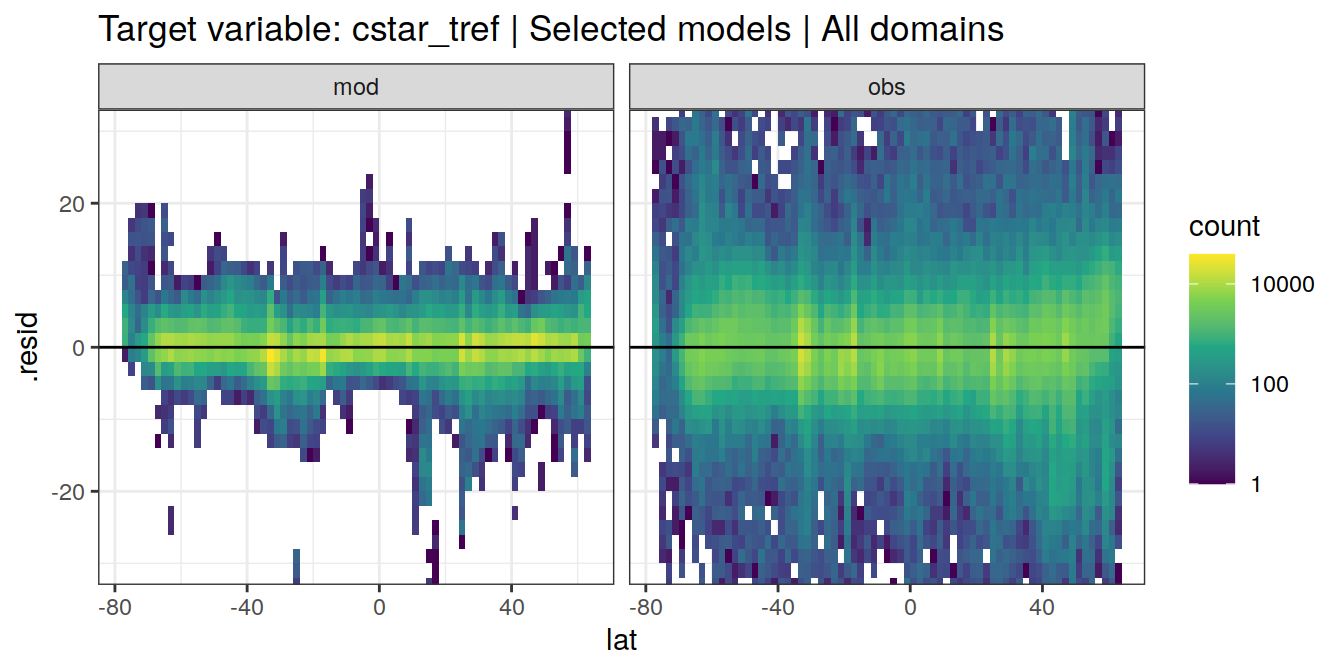 Target variable: cstar_tref | Selected models | All domains
mod
obs
.resid
20
0
-20
-80
-40
0
40
-80
-40
0
40
lat
count
10000
100
1